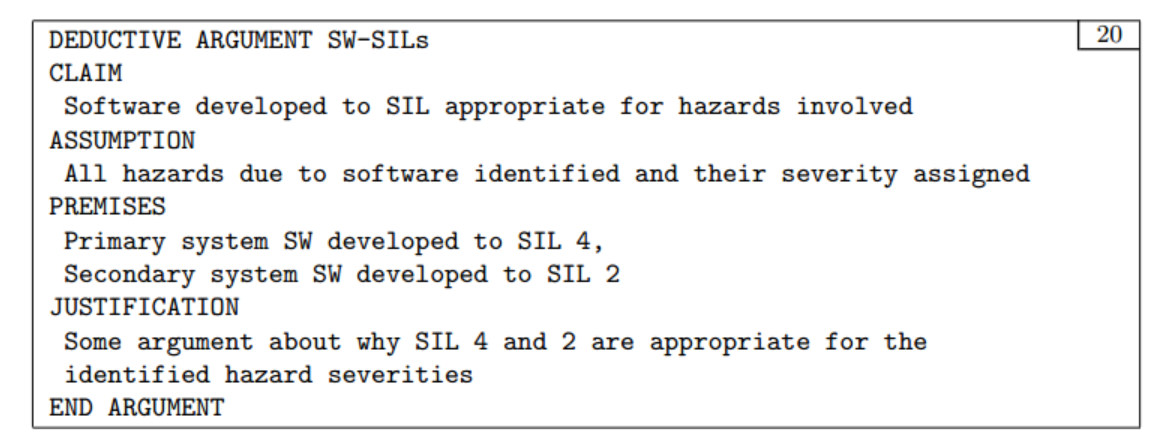 DEDUCTIVE ARGUMENT SW-SILs
20
CLAIM
Software developed to SIL appropriate for hazards involved
ASSUMPTION
All hazards due to software identified and their severity assigned
PREMISES
Primary system SW developed to SIL 4,
Secondary system SW developed to SIL 2
JUSTIFICATION
Some argument about why SIL 4 and 2 are appropriate for the
identified hazard severities
END ARGUMENT